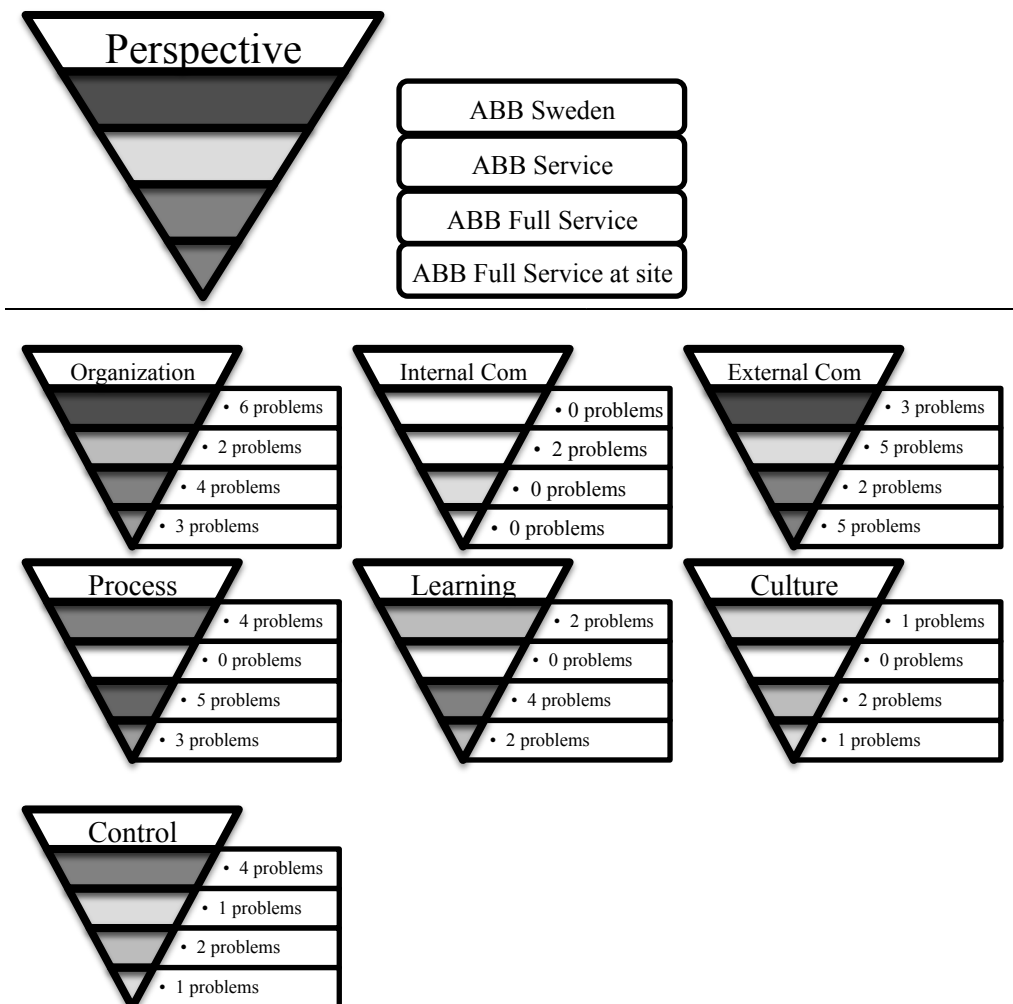 Perspective
ABB Sweden
ABB Service
ABB Full Service
ABB Full Service at site
Organization
• 6 problems
• 2 problems
• 4 problems
• 3 problems
Internal Com
• 0 problems
• 2 problems
• 0 problems
• 0 problems
External Com
• 3 problems
• 5 problems
• 2 problems
• 5 problems
Process
• 4 problems
• 0 problems
• 5 problems
• 3 problems
Learning
• 2 problems
• 0 problems
• 4 problems
• 2 problems
Culture
• 1 problems
• 0 problems
• 2 problems
• 1 problems
Control
• 4 problems
• 1 problems
• 2 problems
• 1 problems